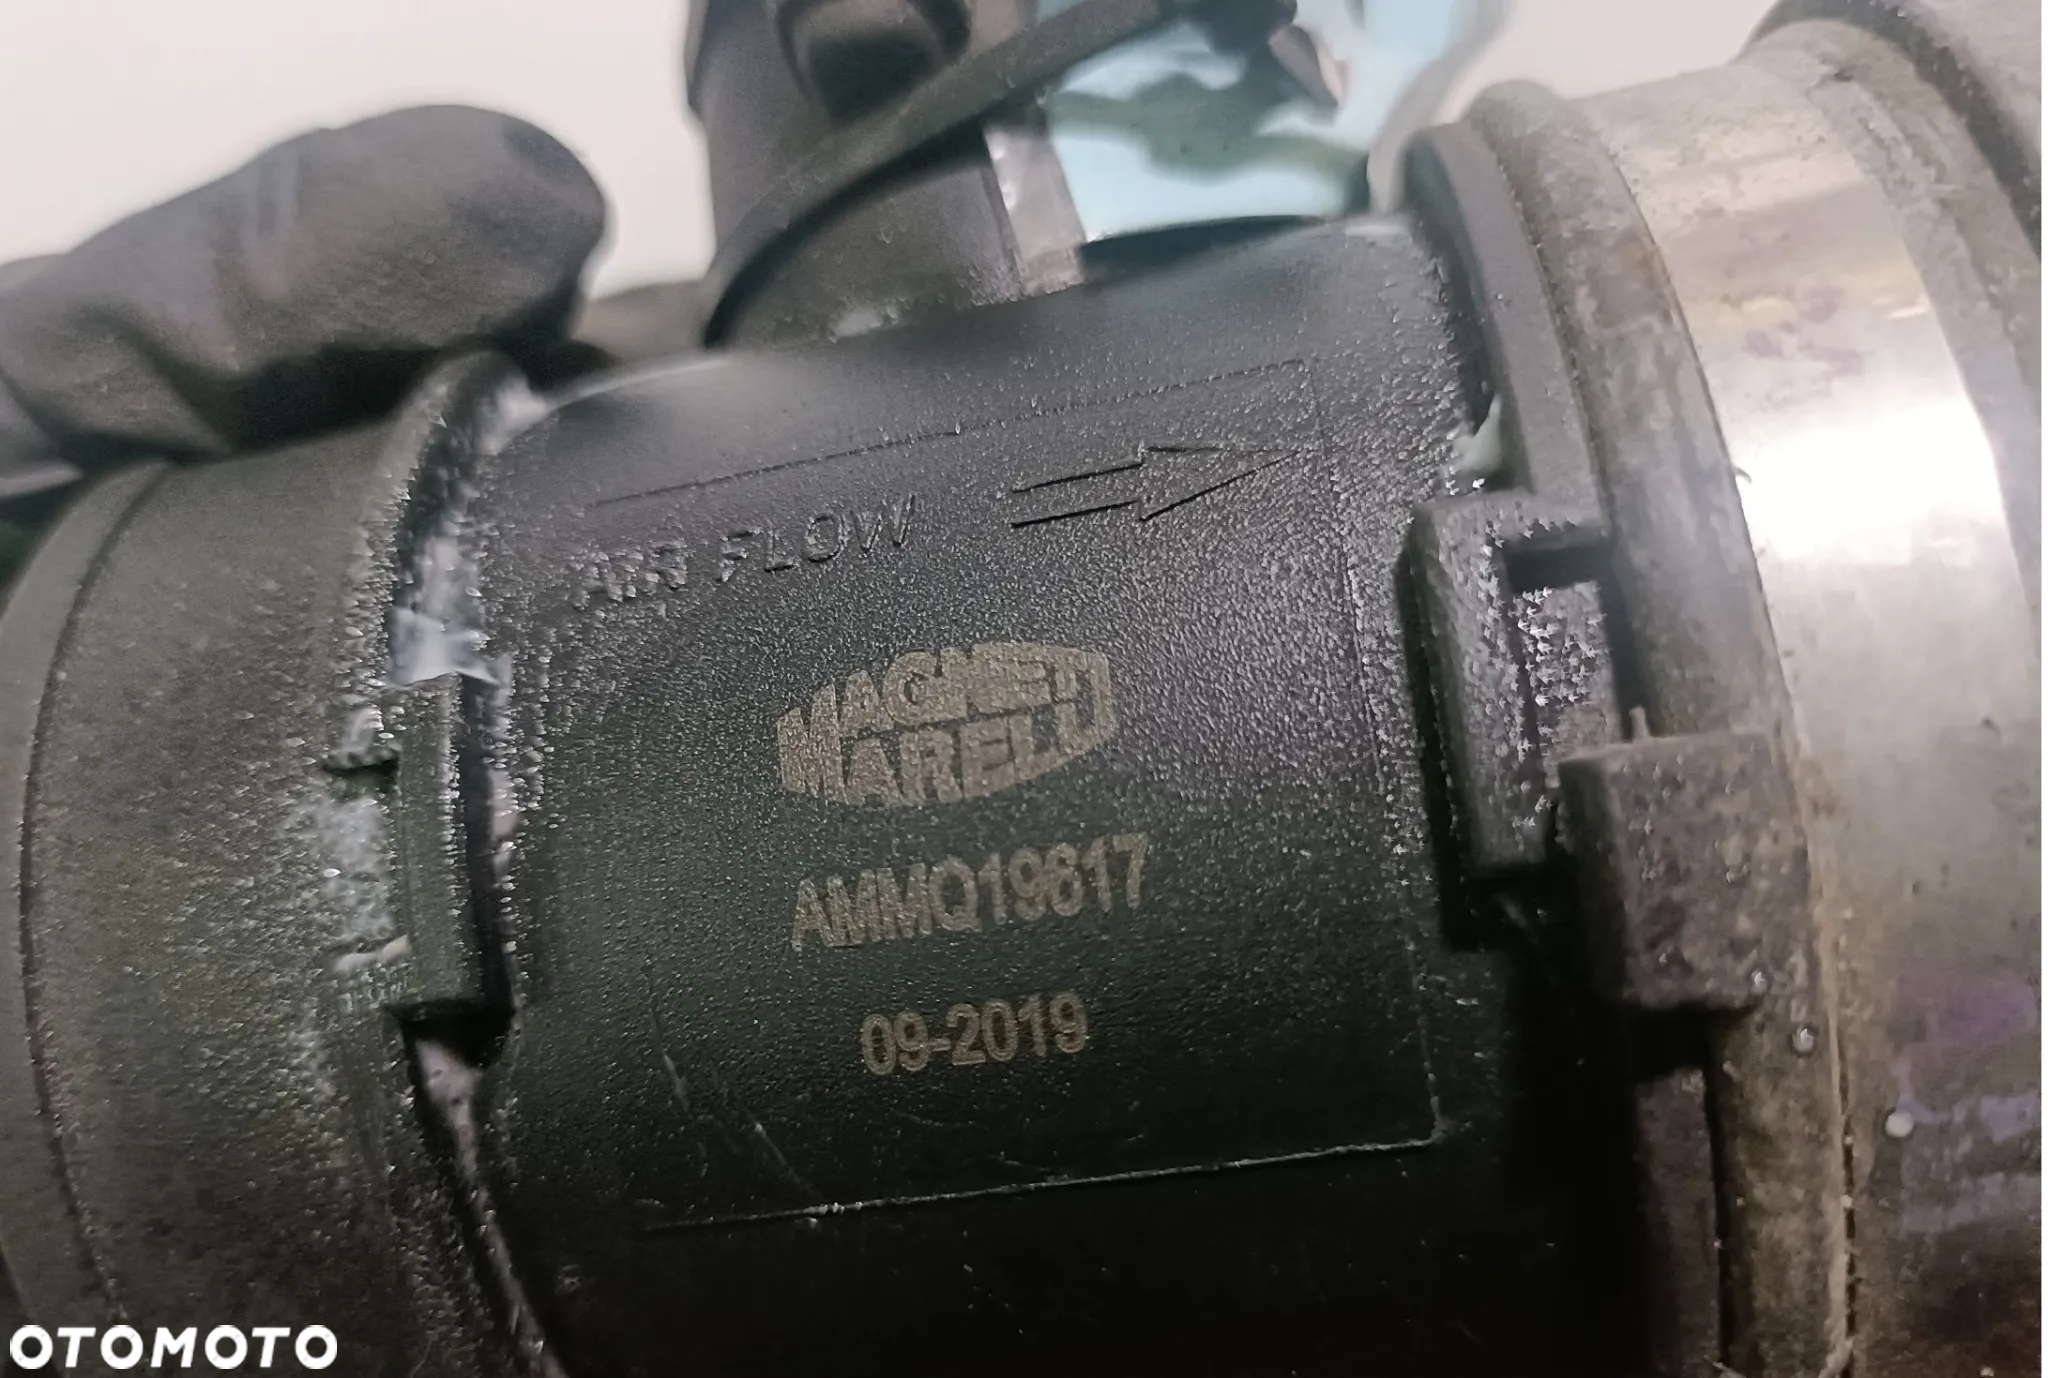 AIR FLOW
MAGNETI
MARELLI
AMMQ19617
09-2019
OTOMOTO